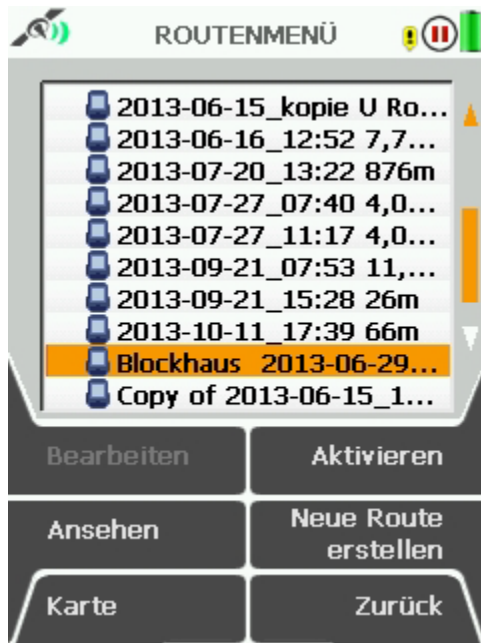 ROUTENMENÜ
2013-06-15_kopie U Ro...
2013-06-16_12:52 7,7...
2013-07-20_13:22 876m
2013-07-27_07:40 4,0...
2013-07-27_11:17 4,0...
2013-09-21_07:53 11,...
2013-09-21_15:28 26m
2013-10-11_17:39 66m
Blockhaus 2013-06-29...
Copy of 2013-06-15_1...
Bearbeiten
Aktivieren
Ansehen
Neue Route
erstellen
Karte
Zurück